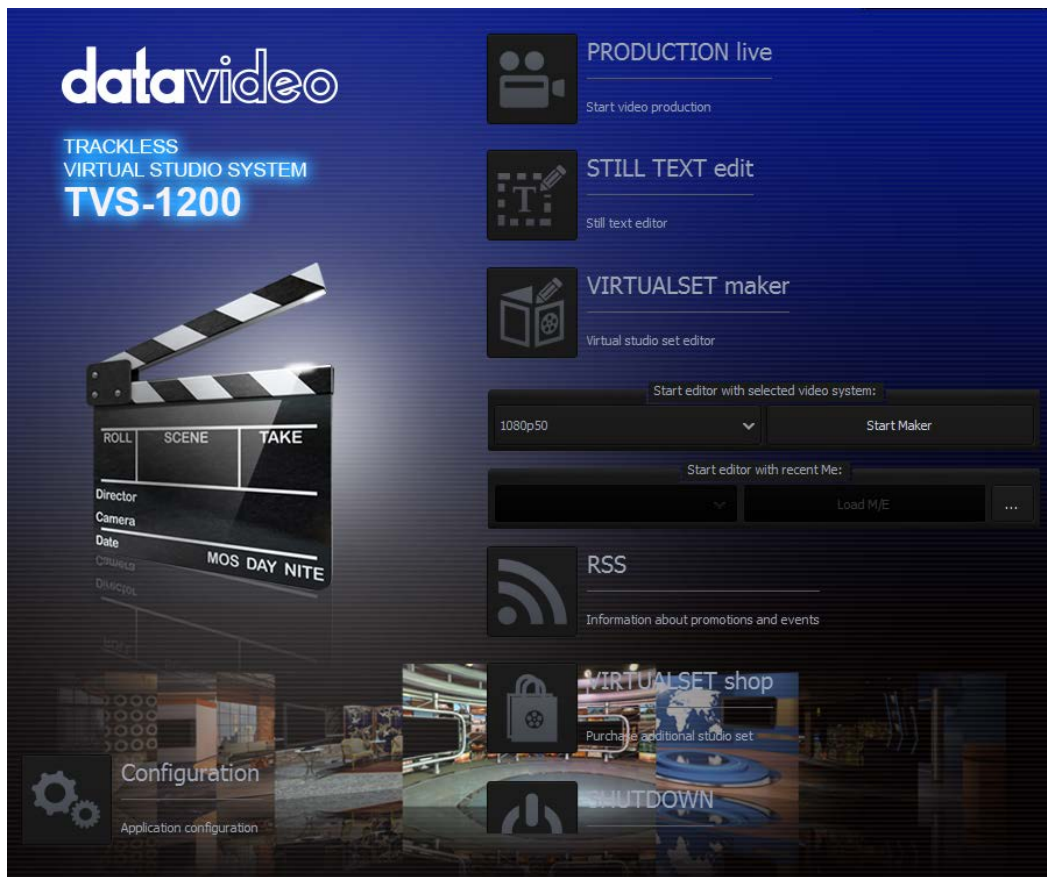 datavideo
TRACKLESS
VIRTUAL STUDIO SYSTEM
TVS-1200
ROLL SCENE TAKE
Director
Camera
Date
MOS DAY NITE
Camera
Director
ROLL
PRODUCTION live
Start video production
STILL TEXT edit
T
Still text editor
VIRTUALSET maker
Virtual studio set editor
Start editor with selected video system:
1080p50 Start Maker
Start editor with recent Me:
Load M/E ...
RSS
Information about promotions and events
VIRTUALSET shop
Purchase additional studio set
SHUTDOWN
Configuration
Application configuration